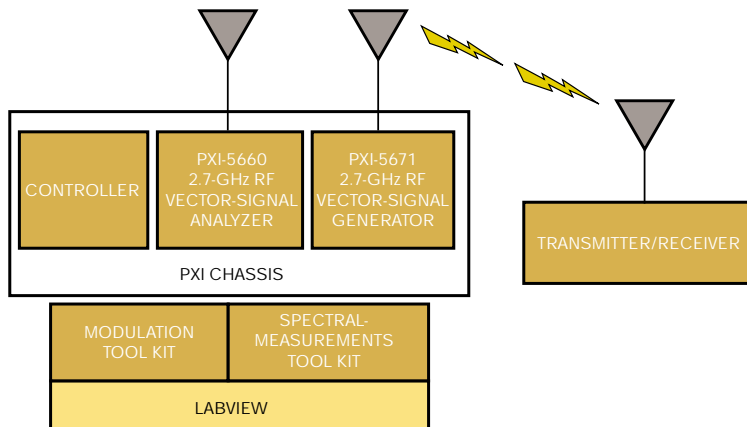 CONTROLLER
PXI-5660
2.7-GHz RF
VECTOR-SIGNAL
ANALYZER
PXI-5671
2.7-GHz RF
VECTOR-SIGNAL
GENERATOR
PXI CHASSIS
TRANSMITTER/RECEIVER
MODULATION
TOOL KIT
SPECTRAL-
MEASUREMENTS
TOOL KIT
LABVIEW